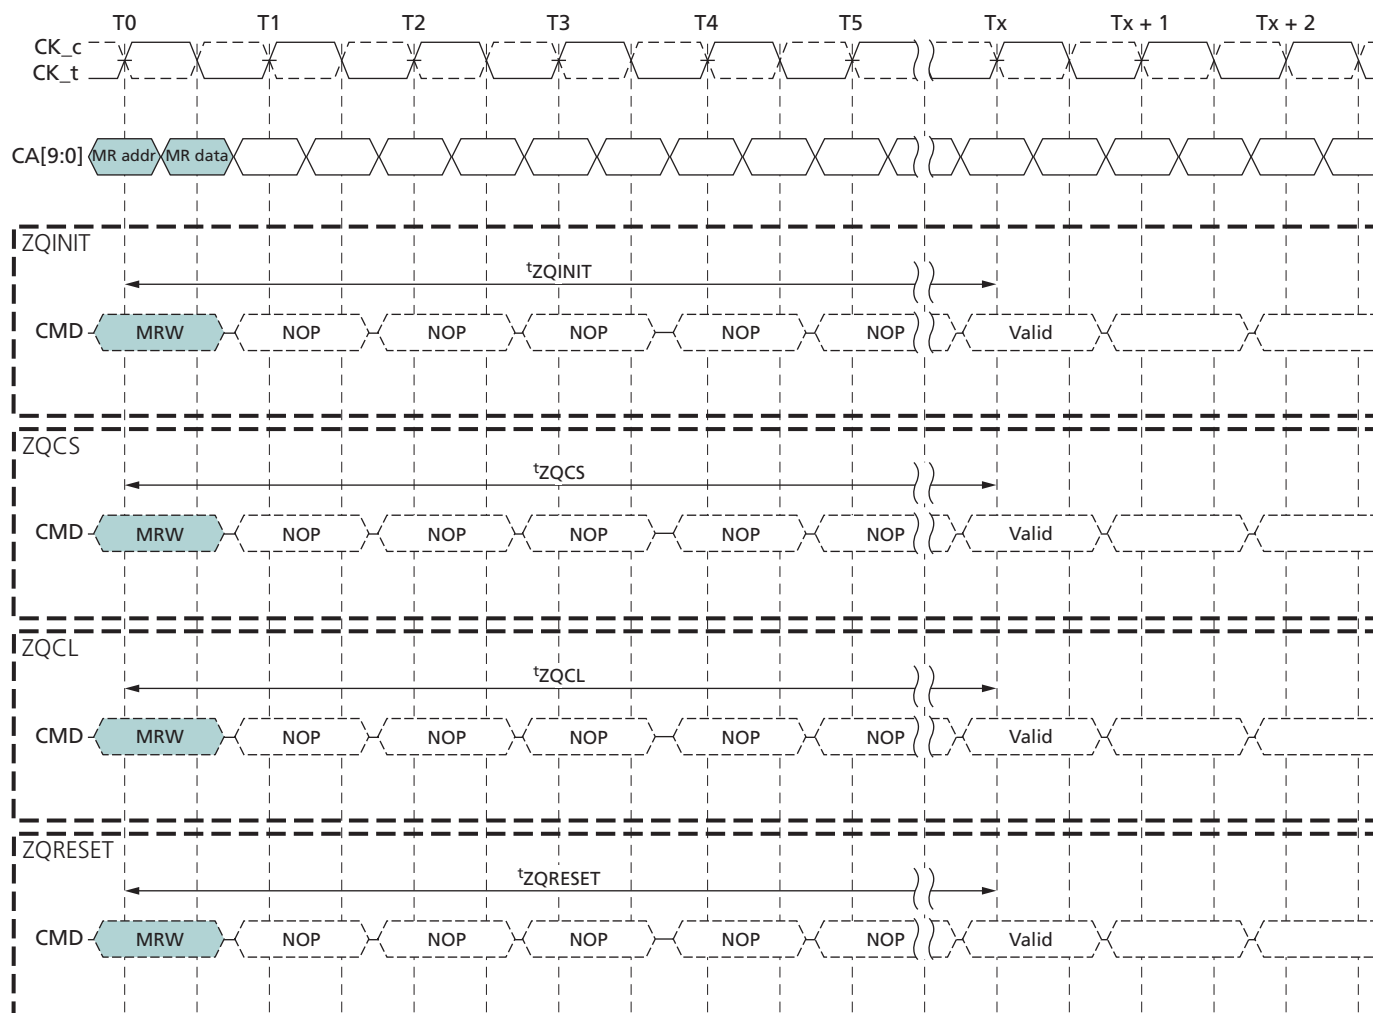 T0 T1 T2 T3 T4 T5 Tx Tx + 1 Tx + 2
CK_c
CK_t
CA[9:0] MR addr MR data
ZQINIT
tZQINIT
CMD MRW NOP NOP NOP NOP NOP Valid
ZQCS
tZQCS
CMD MRW NOP NOP NOP NOP NOP Valid
ZQCL
tZQCL
CMD MRW NOP NOP NOP NOP NOP Valid
ZQRESET
tZQRESET
CMD MRW NOP NOP NOP NOP NOP Valid